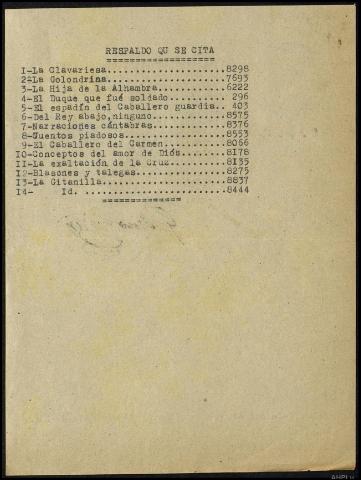 RESPALDO QU SE CITA
===================
I-La Clavariesa....................8298
2-La Golondrina....................7693
3-La Hija de la Alhambra...........6222
4-El Duque que fué soldado......... 296
5-El espadín del Caballero guardia.. 403
6-Del Rey abajo,ninguno............8575
7-Narraciones cántabras............8376
8-Cuentos piadosos.................8553
9-El Caballero del Carmen..........8066
I0-Conceptos del amor de Diós......8I78
II-La exaltación de la Cruz........8I35
I2-Blasones y talegas..............8275
I3-La Gitanilla....................8837
I4-    Id. ........................8444
==============